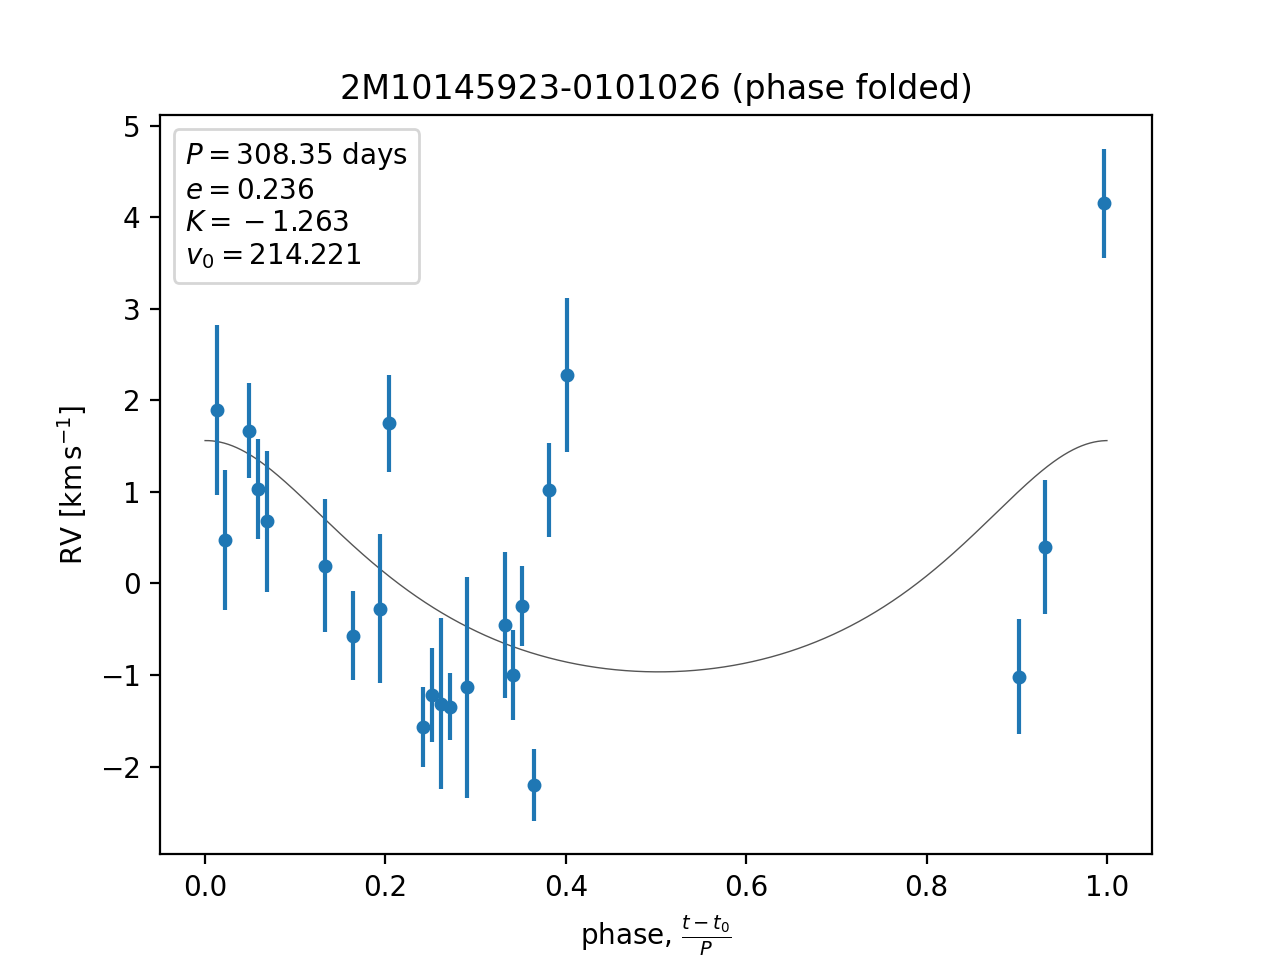 2M10145923-0101026 (phase folded)
P = 308.35 days
e = 0.236
K = −1.263
v₀ = 214.221
5
4
3
2
1
0
−1
−2
RV [km s⁻¹]
0.0 0.2 0.4 0.6 0.8 1.0
phase, (t − t₀)/P